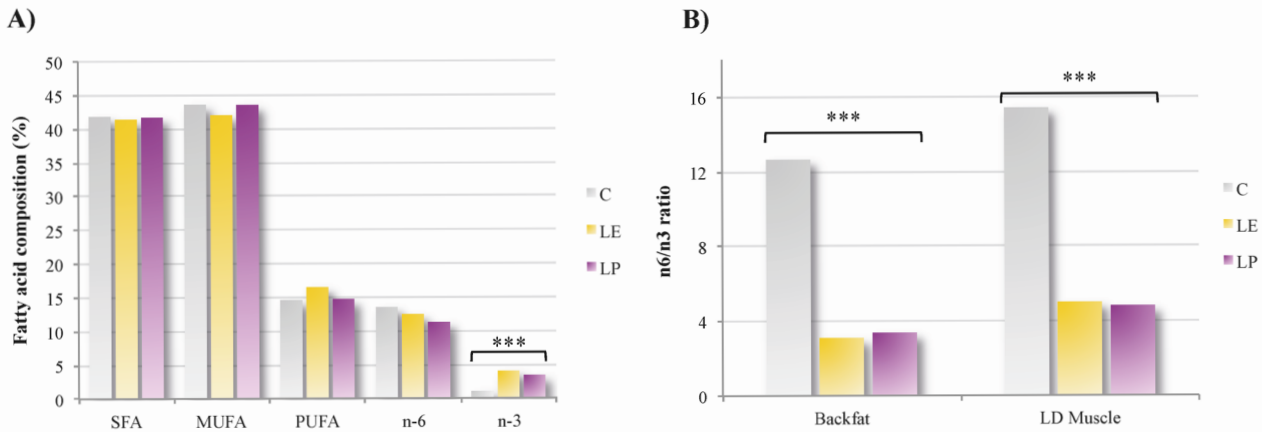 A)
Fatty acid composition (%)
50
45
40
35
30
25
20
15
10
5
0
***
SFA MUFA PUFA n-6 n-3
C
LE
LP
B)
n6/n3 ratio
16
12
8
4
0
***
***
Backfat LD Muscle
C
LE
LP